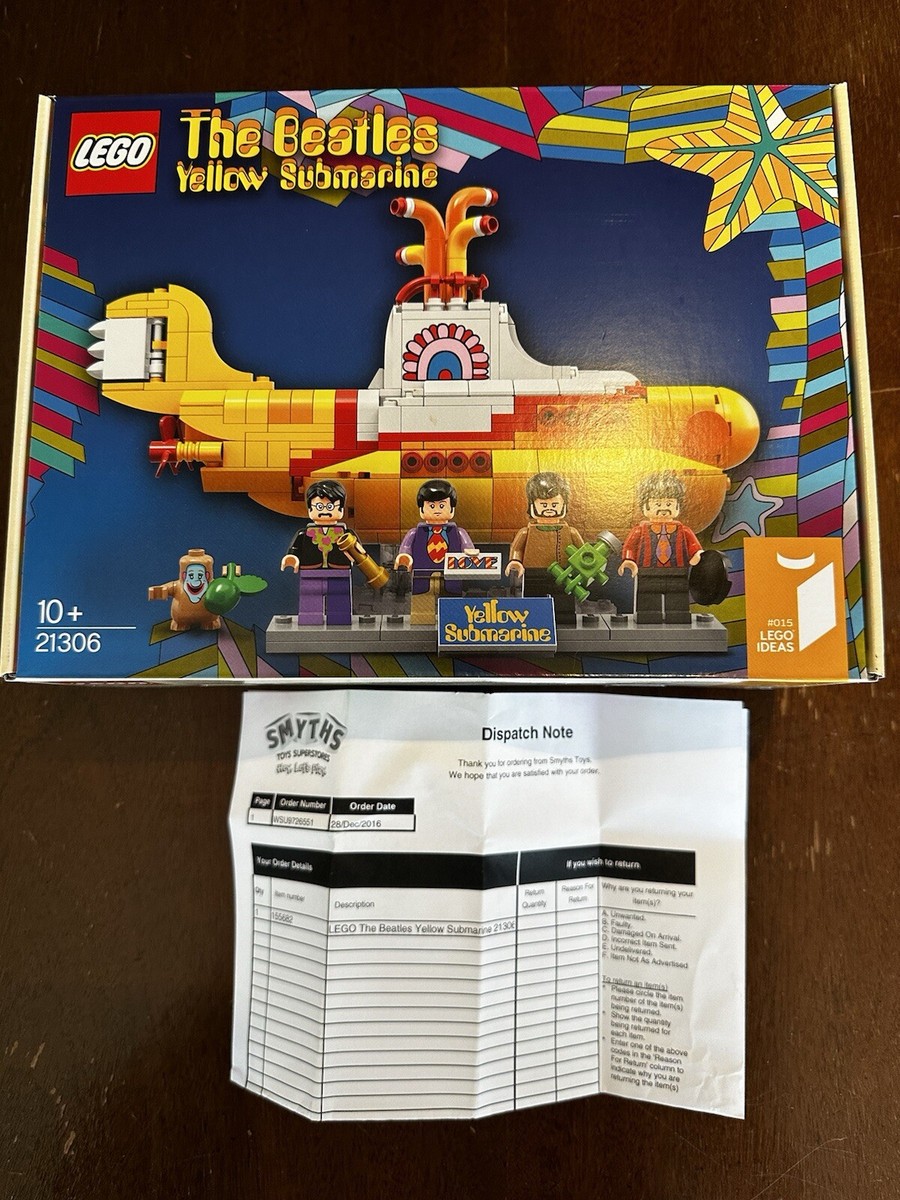 LEGO
The Beatles
Yellow Submarine
LOVE
Yellow
Submarine
10+
21306
#015
LEGO
IDEAS
SMYTHS
TOYS SUPERSTORES
Dispatch Note
Thank you for ordering from Smyths Toys.
We hope that you are satisfied with your order.
Page Order Number Order Date
1 WSU9726551 28/Dec/2016
Your Order Details If you wish to return
Qty Item number Description Return Quantity Reason For Return
1 155682 LEGO The Beatles Yellow Submarine 21306
Why are you returning your
item(s)?
A. Unwanted.
B. Faulty.
C. Damaged On Arrival.
D. Incorrect Item Sent.
E. Undelivered.
F. Item Not As Advertised
To return an item(s)
* Please circle the item
number of the item(s)
being returned.
* Show the quantity
being returned for
each item.
* Enter one of the above
codes in the 'Reason
For Return' column to
indicate why you are
returning the item(s)